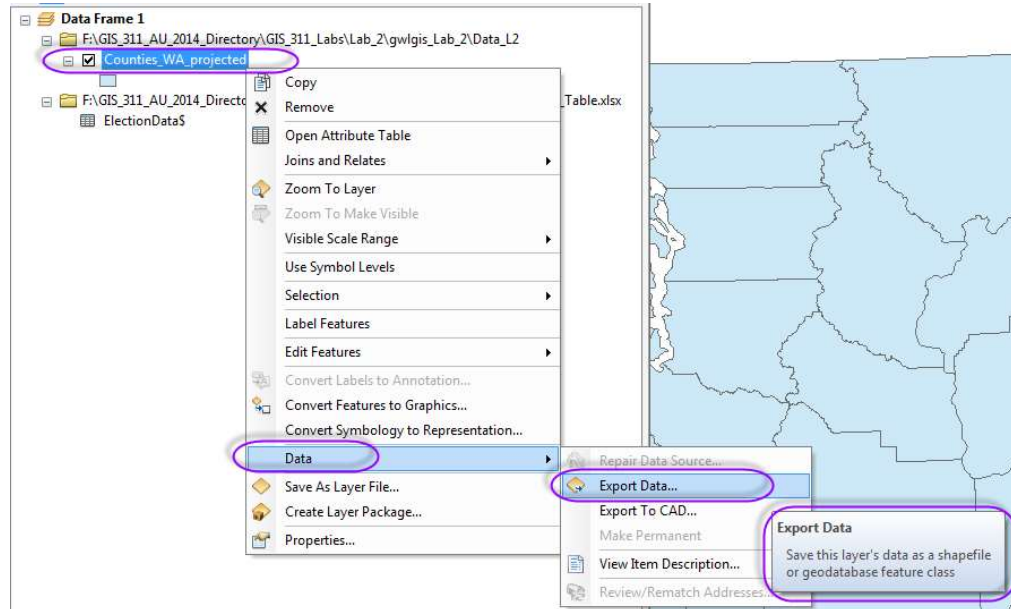 Data Frame 1
F:\GIS_311_AU_2014_Directory\GIS_311_Labs\Lab_2\gwlgis_Lab_2\Data_L2
Counties_WA_projected
F:\GIS_311_AU_2014_Directo
_Table.xlsx
ElectionData$
Copy
Remove
Open Attribute Table
Joins and Relates
Zoom To Layer
Zoom To Make Visible
Visible Scale Range
Use Symbol Levels
Selection
Label Features
Edit Features
Convert Labels to Annotation...
Convert Features to Graphics...
Convert Symbology to Representation...
Data
Save As Layer File...
Create Layer Package...
Properties...
Repair Data Source...
Export Data...
Export To CAD...
Make Permanent
View Item Description...
Review/Rematch Addresses...
Export Data
Save this layer's data as a shapefile
or geodatabase feature class